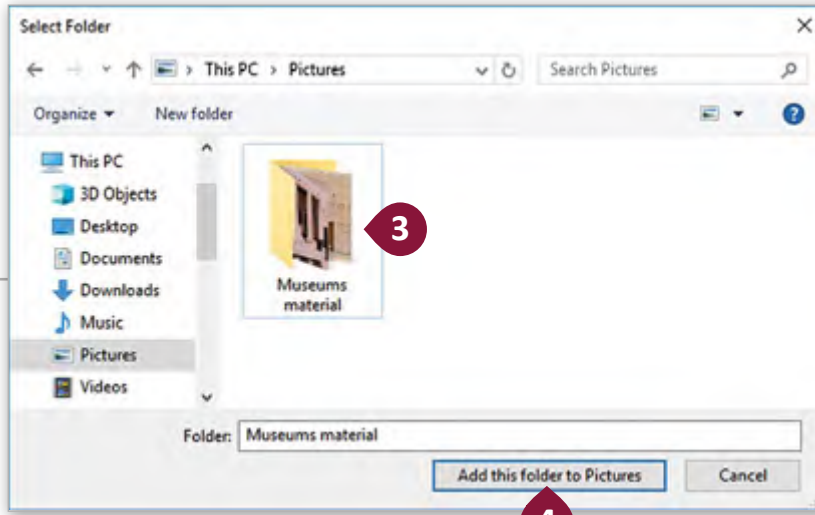 Select Folder
This PC > Pictures
Search Pictures
Organize
New folder
This PC
3D Objects
Desktop
Documents
Downloads
Music
Pictures
Videos
3
Museums
material
Folder: Museums material
Add this folder to Pictures
Cancel
4